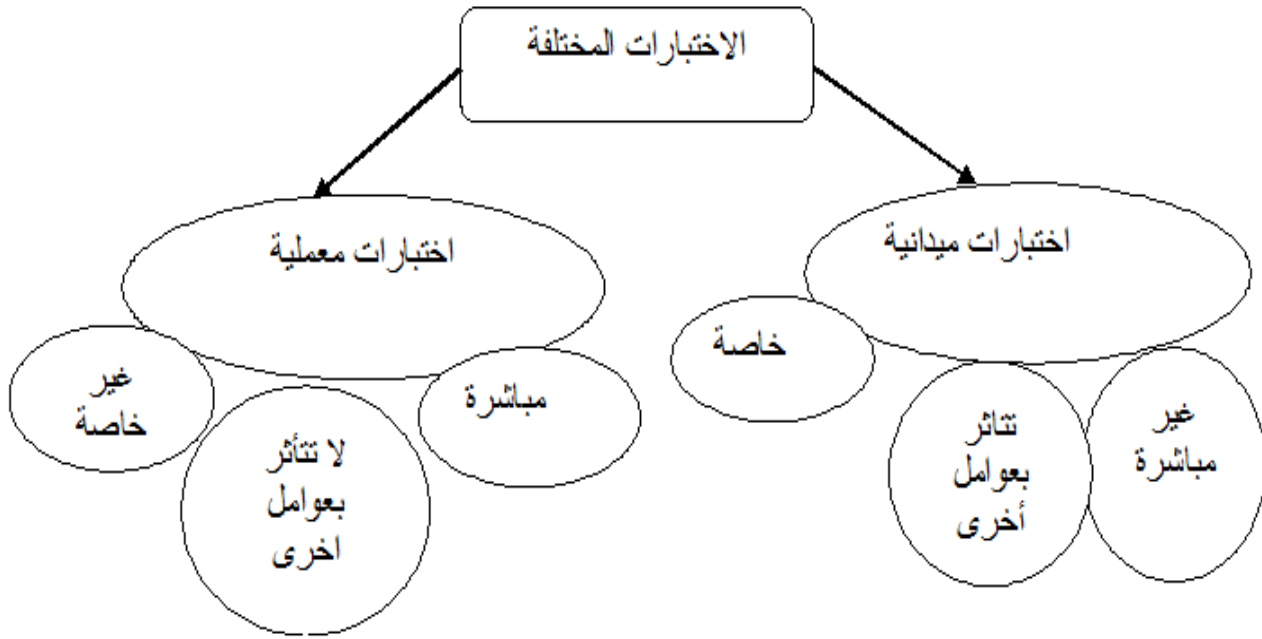 الاختبارات المختلفة
اختبارات ميدانية
خاصة
تتاثر
بعوامل
أخرى
غير
مباشرة
اختبارات معملية
مباشرة
لا تتأثر
بعوامل
اخرى
غير
خاصة